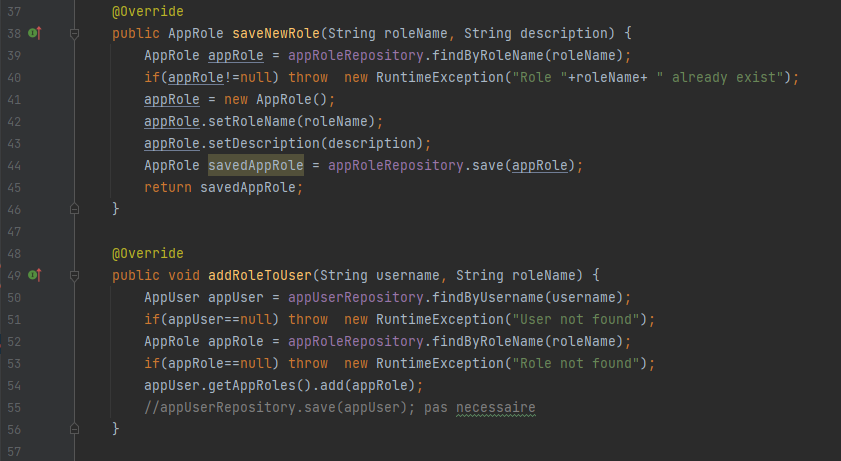 37 @Override
38 public AppRole saveNewRole(String roleName, String description) {
39 AppRole appRole = appRoleRepository.findByRoleName(roleName);
40 if(appRole!=null) throw  new RuntimeException("Role "+roleName+ " already exist");
41 appRole = new AppRole();
42 appRole.setRoleName(roleName);
43 appRole.setDescription(description);
44 AppRole savedAppRole = appRoleRepository.save(appRole);
45 return savedAppRole;
46 }
47
48 @Override
49 public void addRoleToUser(String username, String roleName) {
50 AppUser appUser = appUserRepository.findByUsername(username);
51 if(appUser==null) throw  new RuntimeException("User not found");
52 AppRole appRole = appRoleRepository.findByRoleName(roleName);
53 if(appRole==null) throw  new RuntimeException("Role not found");
54 appUser.getAppRoles().add(appRole);
55 //appUserRepository.save(appUser); pas necessaire
56 }
57